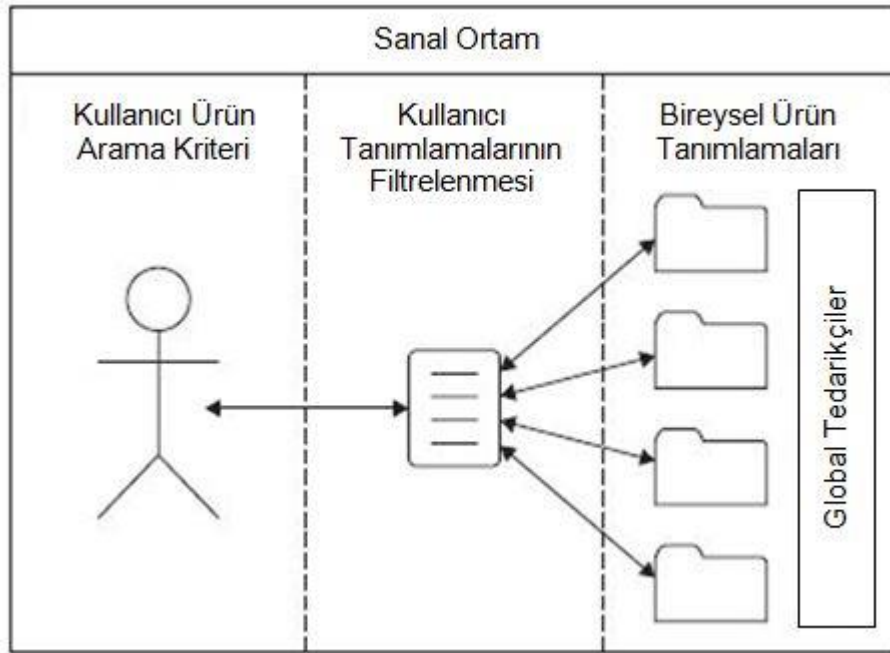 Sanal Ortam
Kullanıcı Ürün
Arama Kriteri
Kullanıcı
Tanımlamalarının
Filtrelenmesi
Bireysel Ürün
Tanımlamaları
Global Tedarikçiler